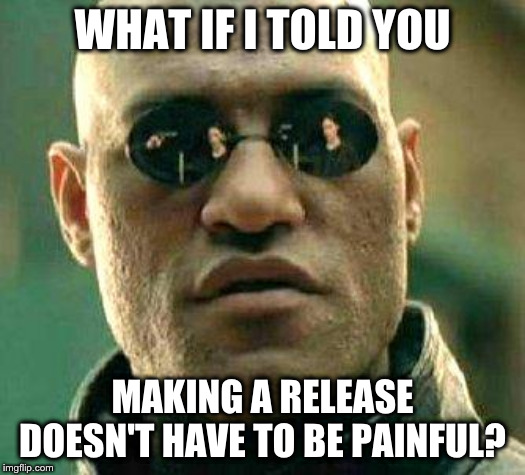 WHAT IF I TOLD YOU
MAKING A RELEASE
DOESN'T HAVE TO BE PAINFUL?
imgflip.com